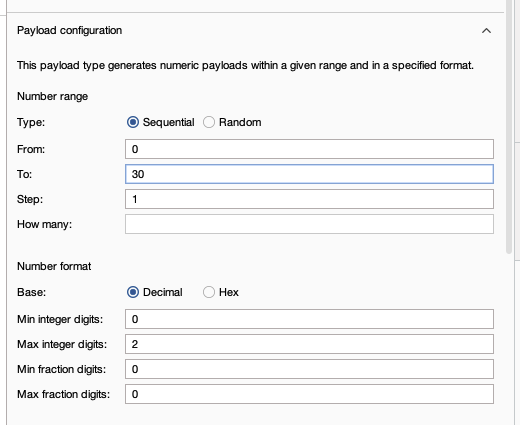 Payload configuration
This payload type generates numeric payloads within a given range and in a specified format.
Number range
Type: Sequential Random
From: 0
To: 30
Step: 1
How many:
Number format
Base: Decimal Hex
Min integer digits: 0
Max integer digits: 2
Min fraction digits: 0
Max fraction digits: 0